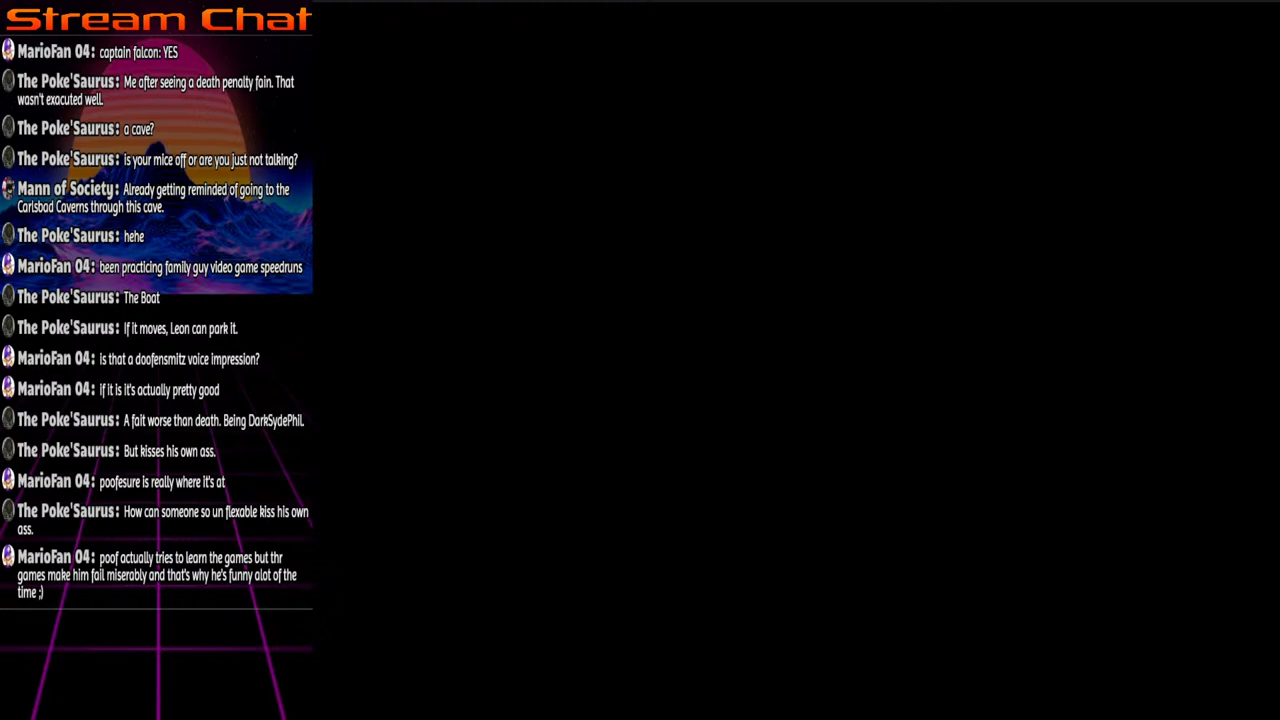 Stream Chat
MarioFan 04: captain falcon: YES
The Poke'Saurus: Me after seeing a death penalty fain. That
wasn't exacuted well.
The Poke'Saurus: a cave?
The Poke'Saurus: is your mice off or are you just not talking?
Mann of Society: Already getting reminded of going to the
Carlsbad Caverns through this cave.
The Poke'Saurus: hehe
MarioFan 04: been practicing family guy video game speedruns
The Poke'Saurus: The Boat
The Poke'Saurus: If it moves, Leon can park it.
MarioFan 04: is that a doofensmitz voice impression?
MarioFan 04: if it is it's actually pretty good
The Poke'Saurus: A fait worse than death. Being DarkSydePhil.
The Poke'Saurus: But kisses his own ass.
MarioFan 04: poofesure is really where it's at
The Poke'Saurus: How can someone so un flexable kiss his own
ass.
MarioFan 04: poof actually tries to learn the games but thr
games make him fail miserably and that's why he's funny alot of the
time ;)